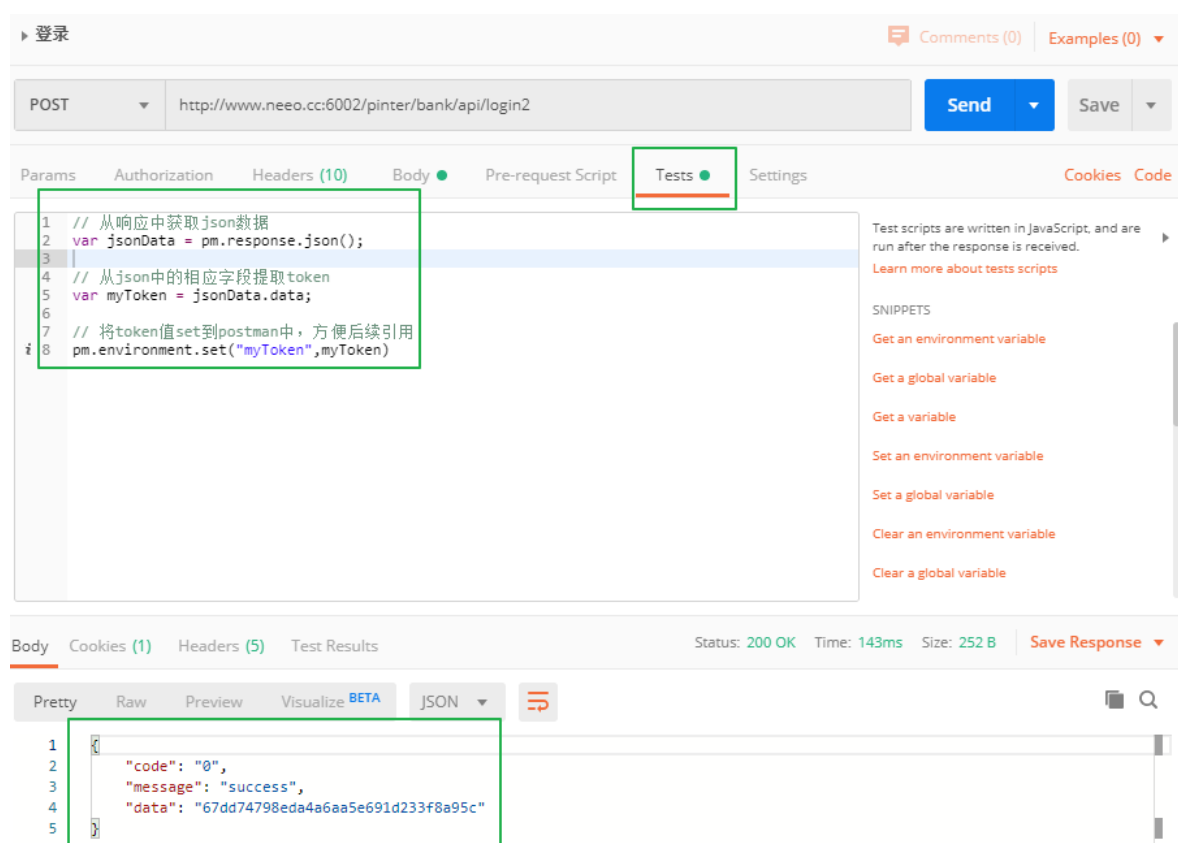 登录
Comments (0)
Examples (0)
POST
http://www.neeo.cc:6002/pinter/bank/api/login2
Send
Save
Params
Authorization
Headers (10)
Body
Pre-request Script
Tests
Settings
Cookies
Code
1 // 从响应中获取json数据
2 var jsonData = pm.response.json();
3
4 // 从json中的相应字段提取token
5 var myToken = jsonData.data;
6
7 // 将token值set到postman中，方便后续引用
i 8 pm.environment.set("myToken",myToken)
Test scripts are written in JavaScript, and are
run after the response is received.
Learn more about tests scripts
SNIPPETS
Get an environment variable
Get a global variable
Get a variable
Set an environment variable
Set a global variable
Clear an environment variable
Clear a global variable
Body
Cookies (1)
Headers (5)
Test Results
Status: 200 OK
Time: 143ms
Size: 252 B
Save Response
Pretty
Raw
Preview
Visualize BETA
JSON
1 {
2 "code": "0",
3 "message": "success",
4 "data": "67dd74798eda4a6aa5e691d233f8a95c"
5 }